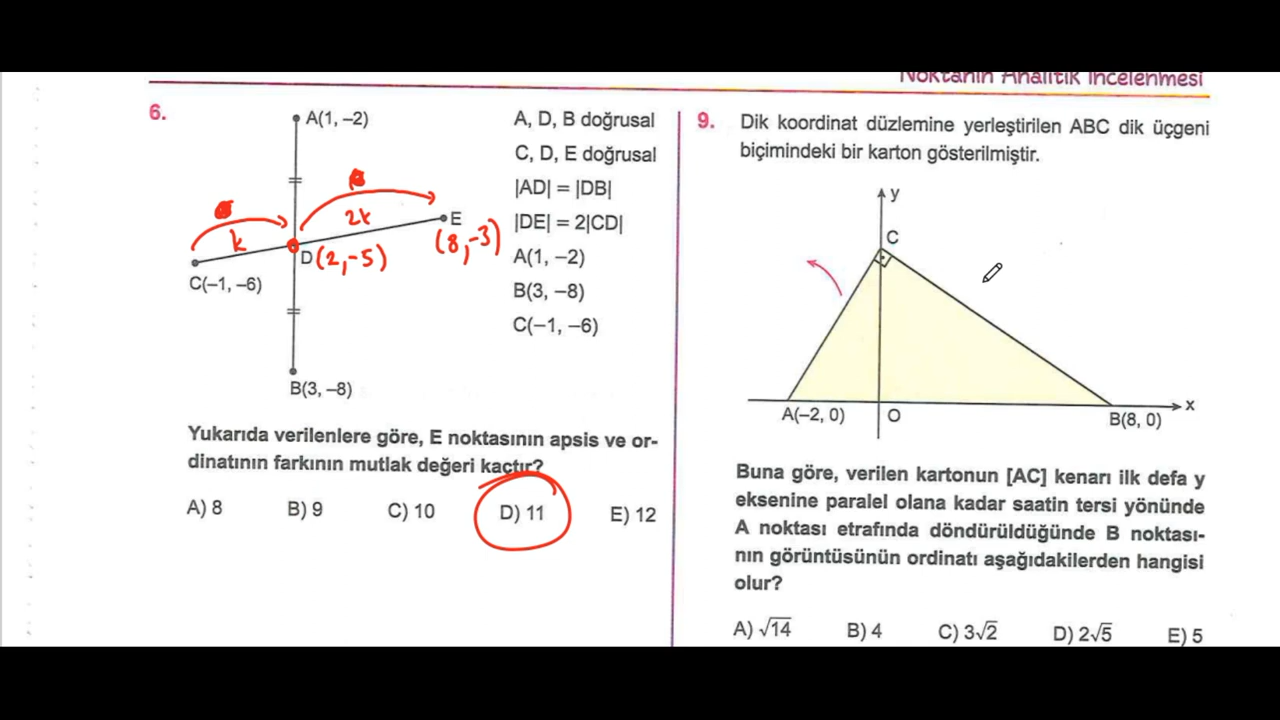 Noktanın Analitik İncelenmesi
6.
A(1, –2)
E
D
C(–1, –6)
B(3, –8)
k
2k
(2,-5)
(8,-3)
A, D, B doğrusal
C, D, E doğrusal
|AD| = |DB|
|DE| = 2|CD|
A(1, –2)
B(3, –8)
C(–1, –6)
Yukarıda verilenlere göre, E noktasının apsis ve or-
dinatının farkının mutlak değeri kaçtır?
A) 8 B) 9 C) 10 D) 11 E) 12
9. Dik koordinat düzlemine yerleştirilen ABC dik üçgeni
biçimindeki bir karton gösterilmiştir.
y
C
x
A(–2, 0)
O
B(8, 0)
Buna göre, verilen kartonun [AC] kenarı ilk defa y
eksenine paralel olana kadar saatin tersi yönünde
A noktası etrafında döndürüldüğünde B noktası-
nın görüntüsünün ordinatı aşağıdakilerden hangisi
olur?
A) √14 B) 4 C) 3√2 D) 2√5 E) 5